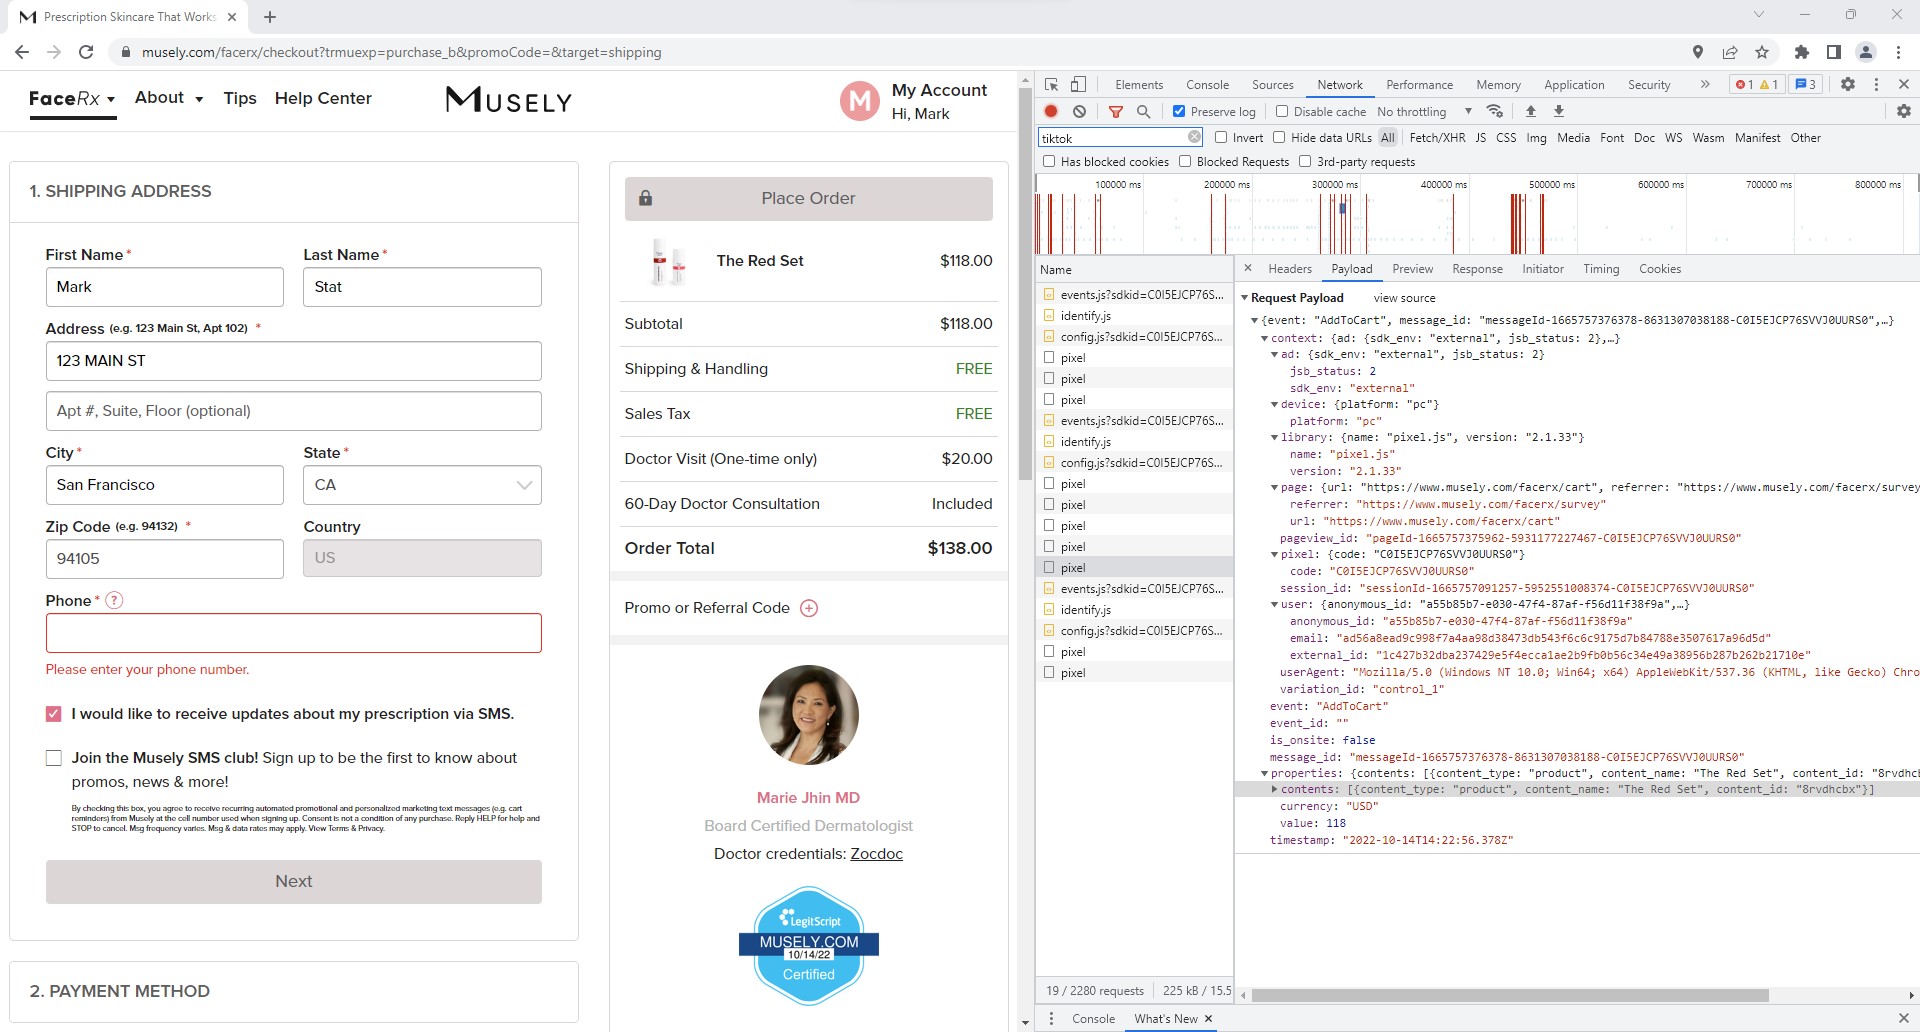 Prescription Skincare That Works
musely.com/facerx/checkout?trmuexp=purchase_b&promoCode=&target=shipping
FaceRx
About
Tips
Help Center
MUSELY
M
My Account
Hi, Mark
1. SHIPPING ADDRESS
First Name *
Last Name *
Mark
Stat
Address (e.g. 123 Main St, Apt 102) *
123 MAIN ST
Apt #, Suite, Floor (optional)
City *
State *
San Francisco
CA
Zip Code (e.g. 94132) *
Country
94105
US
Phone * ?
Please enter your phone number.
I would like to receive updates about my prescription via SMS.
Join the Musely SMS club! Sign up to be the first to know about
promos, news & more!
By checking this box, you agree to receive recurring automated promotional and personalized marketing text messages (e.g. cart
reminders) from Musely at the cell number used when signing up. Consent is not a condition of any purchase. Reply HELP for help and
STOP to cancel. Msg frequency varies. Msg & data rates may apply. View Terms & Privacy.
Next
2. PAYMENT METHOD
Place Order
The Red Set $118.00
Subtotal $118.00
Shipping & Handling FREE
Sales Tax FREE
Doctor Visit (One-time only) $20.00
60-Day Doctor Consultation Included
Order Total $138.00
Promo or Referral Code
Marie Jhin MD
Board Certified Dermatologist
Doctor credentials: Zocdoc
LegitScript
MUSELY.COM
10/14/22
Certified
Elements Console Sources Network Performance Memory Application Security » 1 1 3
Preserve log Disable cache No throttling
tiktok
Invert Hide data URLs All Fetch/XHR JS CSS Img Media Font Doc WS Wasm Manifest Other
Has blocked cookies Blocked Requests 3rd-party requests
100000 ms 200000 ms 300000 ms 400000 ms 500000 ms 600000 ms 700000 ms 800000 ms
Name
events.js?sdkid=C0I5EJCP76S...
identify.js
config.js?sdkid=C0I5EJCP76S...
pixel
pixel
pixel
events.js?sdkid=C0I5EJCP76S...
identify.js
config.js?sdkid=C0I5EJCP76S...
pixel
pixel
pixel
pixel
pixel
events.js?sdkid=C0I5EJCP76S...
identify.js
config.js?sdkid=C0I5EJCP76S...
pixel
pixel
19 / 2280 requests 225 kB / 15.5
Headers Payload Preview Response Initiator Timing Cookies
Request Payload view source
{event: "AddToCart", message_id: "messageId-1665757376378-8631307038188-C0I5EJCP76SVVJ0UURS0",…}
context: {ad: {sdk_env: "external", jsb_status: 2},…}
ad: {sdk_env: "external", jsb_status: 2}
jsb_status: 2
sdk_env: "external"
device: {platform: "pc"}
platform: "pc"
library: {name: "pixel.js", version: "2.1.33"}
name: "pixel.js"
version: "2.1.33"
page: {url: "https://www.musely.com/facerx/cart", referrer: "https://www.musely.com/facerx/survey
referrer: "https://www.musely.com/facerx/survey"
url: "https://www.musely.com/facerx/cart"
pageview_id: "pageId-1665757375962-5931177227467-C0I5EJCP76SVVJ0UURS0"
pixel: {code: "C0I5EJCP76SVVJ0UURS0"}
code: "C0I5EJCP76SVVJ0UURS0"
session_id: "sessionId-1665757091257-5952551008374-C0I5EJCP76SVVJ0UURS0"
user: {anonymous_id: "a55b85b7-e030-47f4-87af-f56d11f38f9a",…}
anonymous_id: "a55b85b7-e030-47f4-87af-f56d11f38f9a"
email: "ad56a8ead9c998f7a4aa98d38473db543f6c6c9175d7b84788e3507617a96d5d"
external_id: "1c427b32dba237429e5f4ecca1ae2b9fb0b56c34e49a38956b287b262b21710e"
userAgent: "Mozilla/5.0 (Windows NT 10.0; Win64; x64) AppleWebKit/537.36 (KHTML, like Gecko) Chro
variation_id: "control_1"
event: "AddToCart"
event_id: ""
is_onsite: false
message_id: "messageId-1665757376378-8631307038188-C0I5EJCP76SVVJ0UURS0"
properties: {contents: [{content_type: "product", content_name: "The Red Set", content_id: "8rvdhcb
contents: [{content_type: "product", content_name: "The Red Set", content_id: "8rvdhcbx"}]
currency: "USD"
value: 118
timestamp: "2022-10-14T14:22:56.378Z"
Console What's New